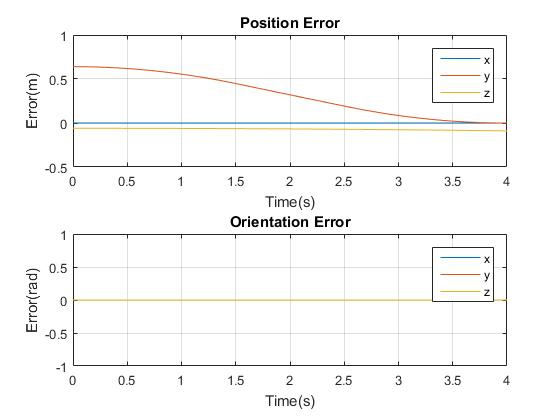 Position Error
1
0.5
0
-0.5
Error(m)
x
y
z
0 0.5 1 1.5 2 2.5 3 3.5 4
Time(s)
Orientation Error
1
0.5
0
-0.5
-1
Error(rad)
x
y
z
0 0.5 1 1.5 2 2.5 3 3.5 4
Time(s)